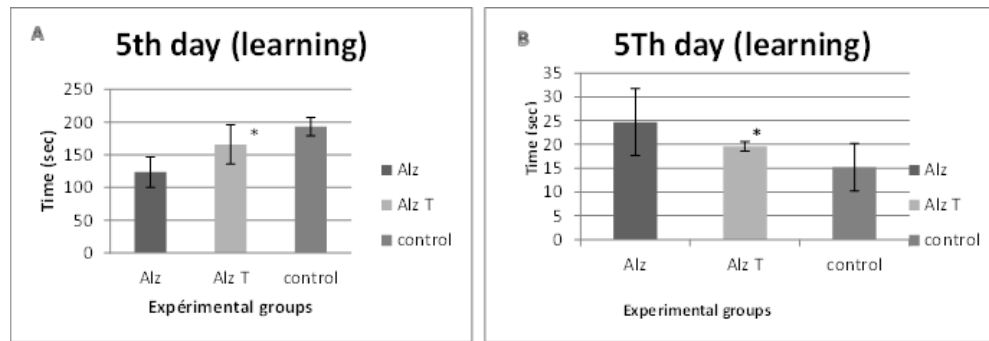 A
5th day (learning)
250
200
150
100
50
0
Time (sec)
*
Alz
Alz T
control
Alz
Alz T
control
Expérimental groups
B
5Th day (learning)
35
30
25
20
15
10
5
0
Time (sec)
*
Alz
Alz T
control
Alz
Alz T
control
Experimental groups